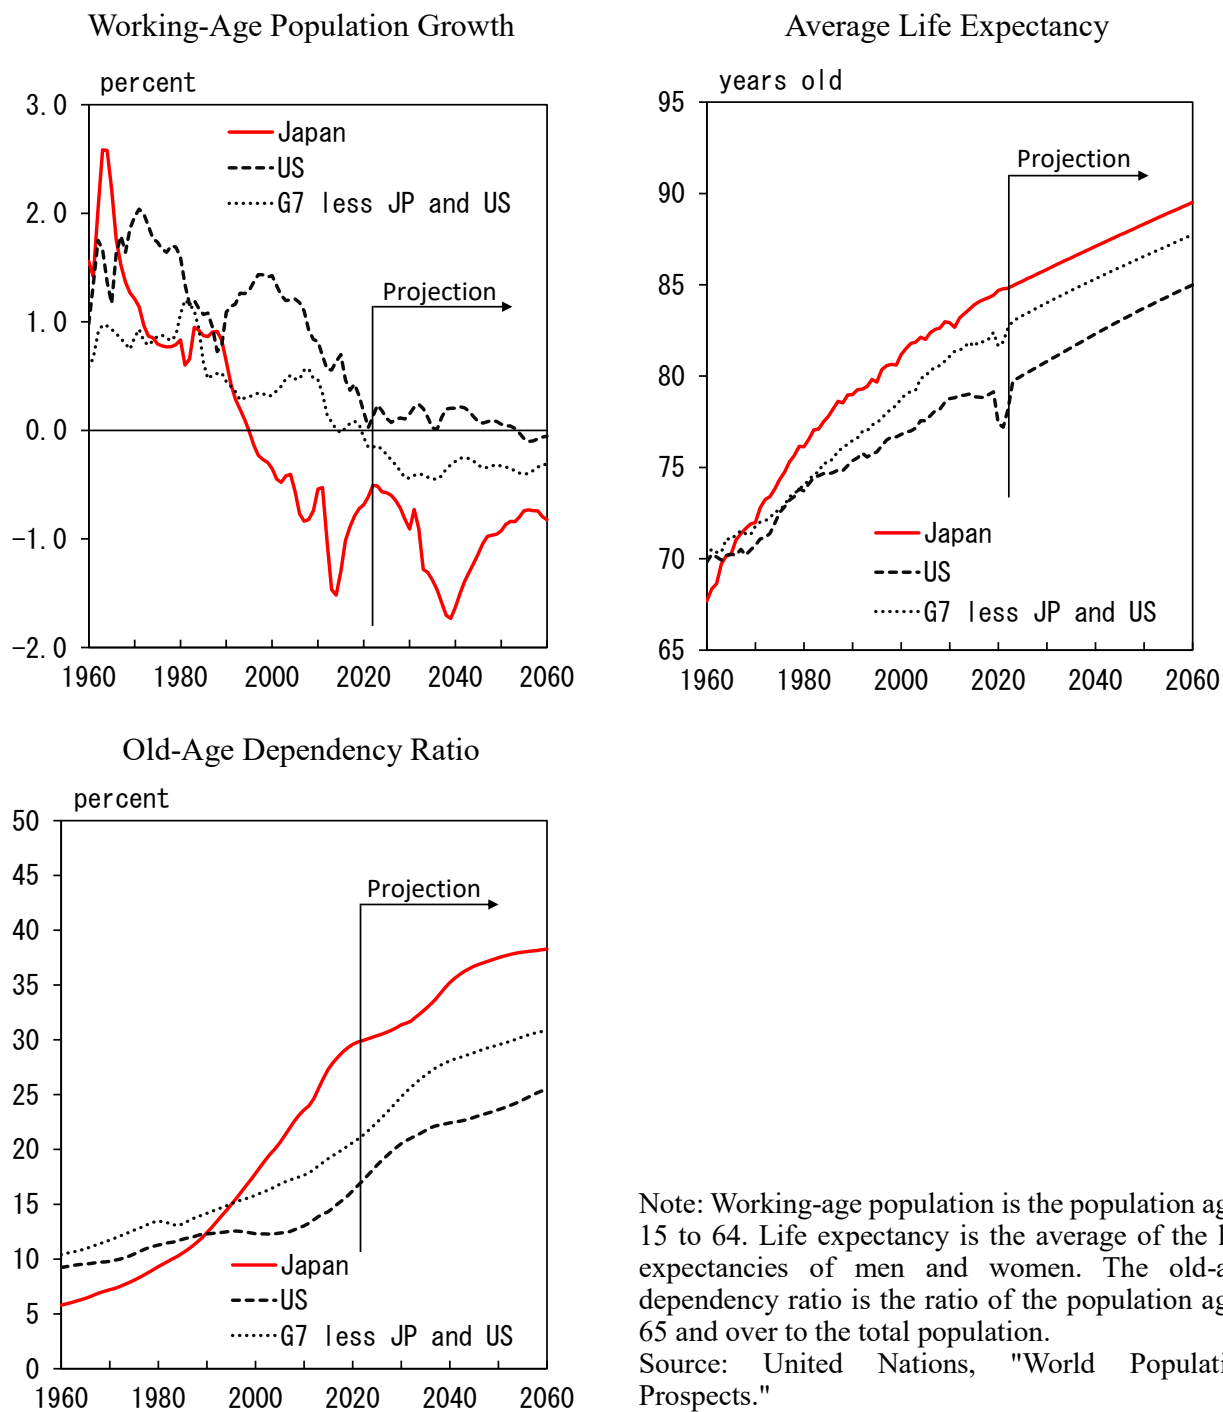 Working-Age Population Growth
percent
3.0
2.0
1.0
0.0
-1.0
-2.0
1960 1980 2000 2020 2040 2060
Japan
US
G7 less JP and US
Projection
Average Life Expectancy
years old
95
90
85
80
75
70
65
1960 1980 2000 2020 2040 2060
Projection
Japan
US
G7 less JP and US
Old-Age Dependency Ratio
percent
50
45
40
35
30
25
20
15
10
5
0
1960 1980 2000 2020 2040 2060
Projection
Japan
US
G7 less JP and US
Note: Working-age population is the population
15 to 64. Life expectancy is the average of the
expectancies of men and women. The
dependency ratio is the ratio of the population
65 and over to the total population.
Source: United Nations, "World
Prospects."